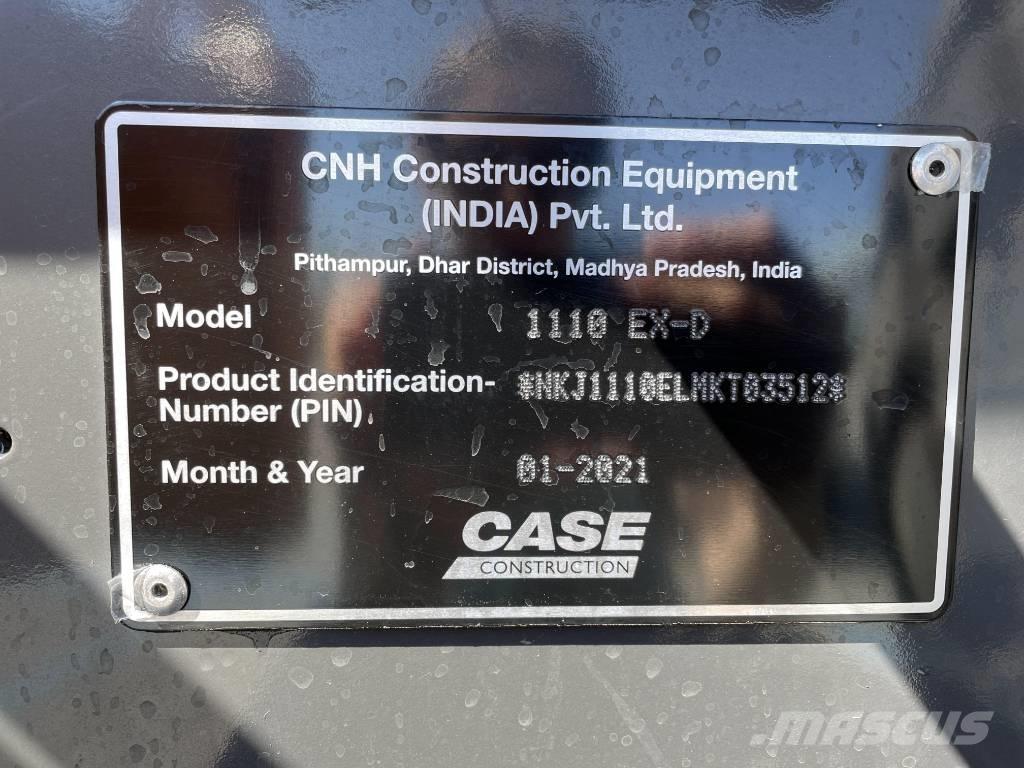 CNH Construction Equipment
(INDIA) Pvt. Ltd.
Pithampur, Dhar District, Madhya Pradesh, India
Model 1110 EX-D
Product Identification-
Number (PIN) *NKJ1110ELMKT03512*
Month & Year 01-2021
CASE
CONSTRUCTION
MASCUS